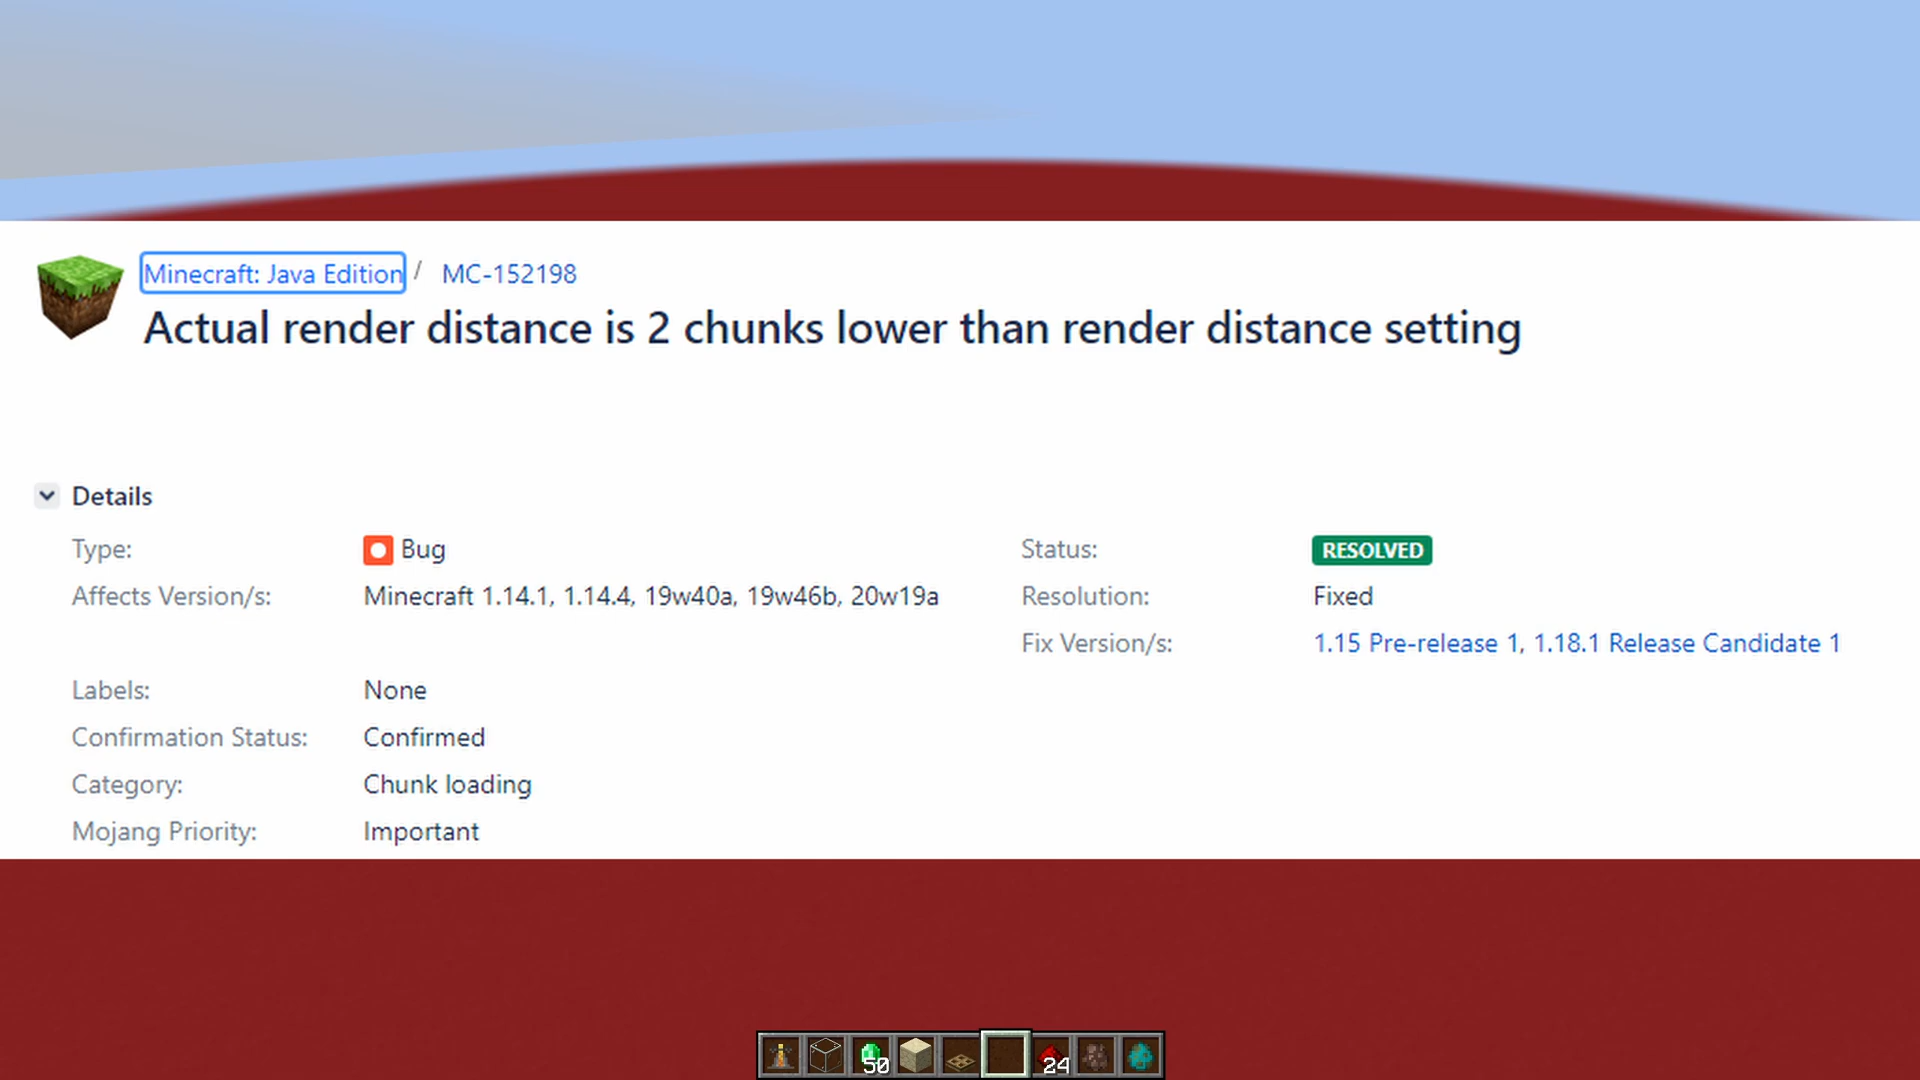 Minecraft: Java Edition / MC-152198
Actual render distance is 2 chunks lower than render distance setting
Details
Type: Bug
Status: RESOLVED
Affects Version/s: Minecraft 1.14.1, 1.14.4, 19w40a, 19w46b, 20w19a
Resolution: Fixed
Fix Version/s: 1.15 Pre-release 1, 1.18.1 Release Candidate 1
Labels: None
Confirmation Status: Confirmed
Category: Chunk loading
Mojang Priority: Important
50
24